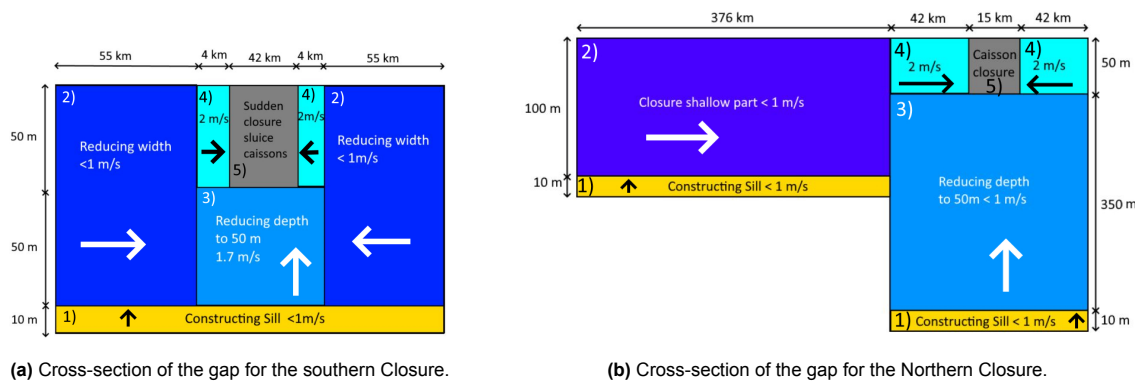 55 km 4 km 42 km 4 km 55 km
50 m
50 m
10 m
2)
Reducing width
<1 m/s
4)
2 m/s
Sudden
closure
sluice
caissons
5)
4)
2m/s
2)
Reducing width
< 1m/s
3)
Reducing depth
to 50 m
1.7 m/s
1)
Constructing Sill <1m/s
(a) Cross-section of the gap for the southern Closure.
376 km 42 km 15 km 42 km
100 m
10 m
2)
Closure shallow part < 1 m/s
1)
Constructing Sill < 1 m/s
4)
2 m/s
Caisson
closure
5)
4)
2 m/s
50 m
3)
Reducing depth
to 50m < 1 m/s
350 m
1) Constructing Sill < 1 m/s
10 m
(b) Cross-section of the gap for the Northern Closure.